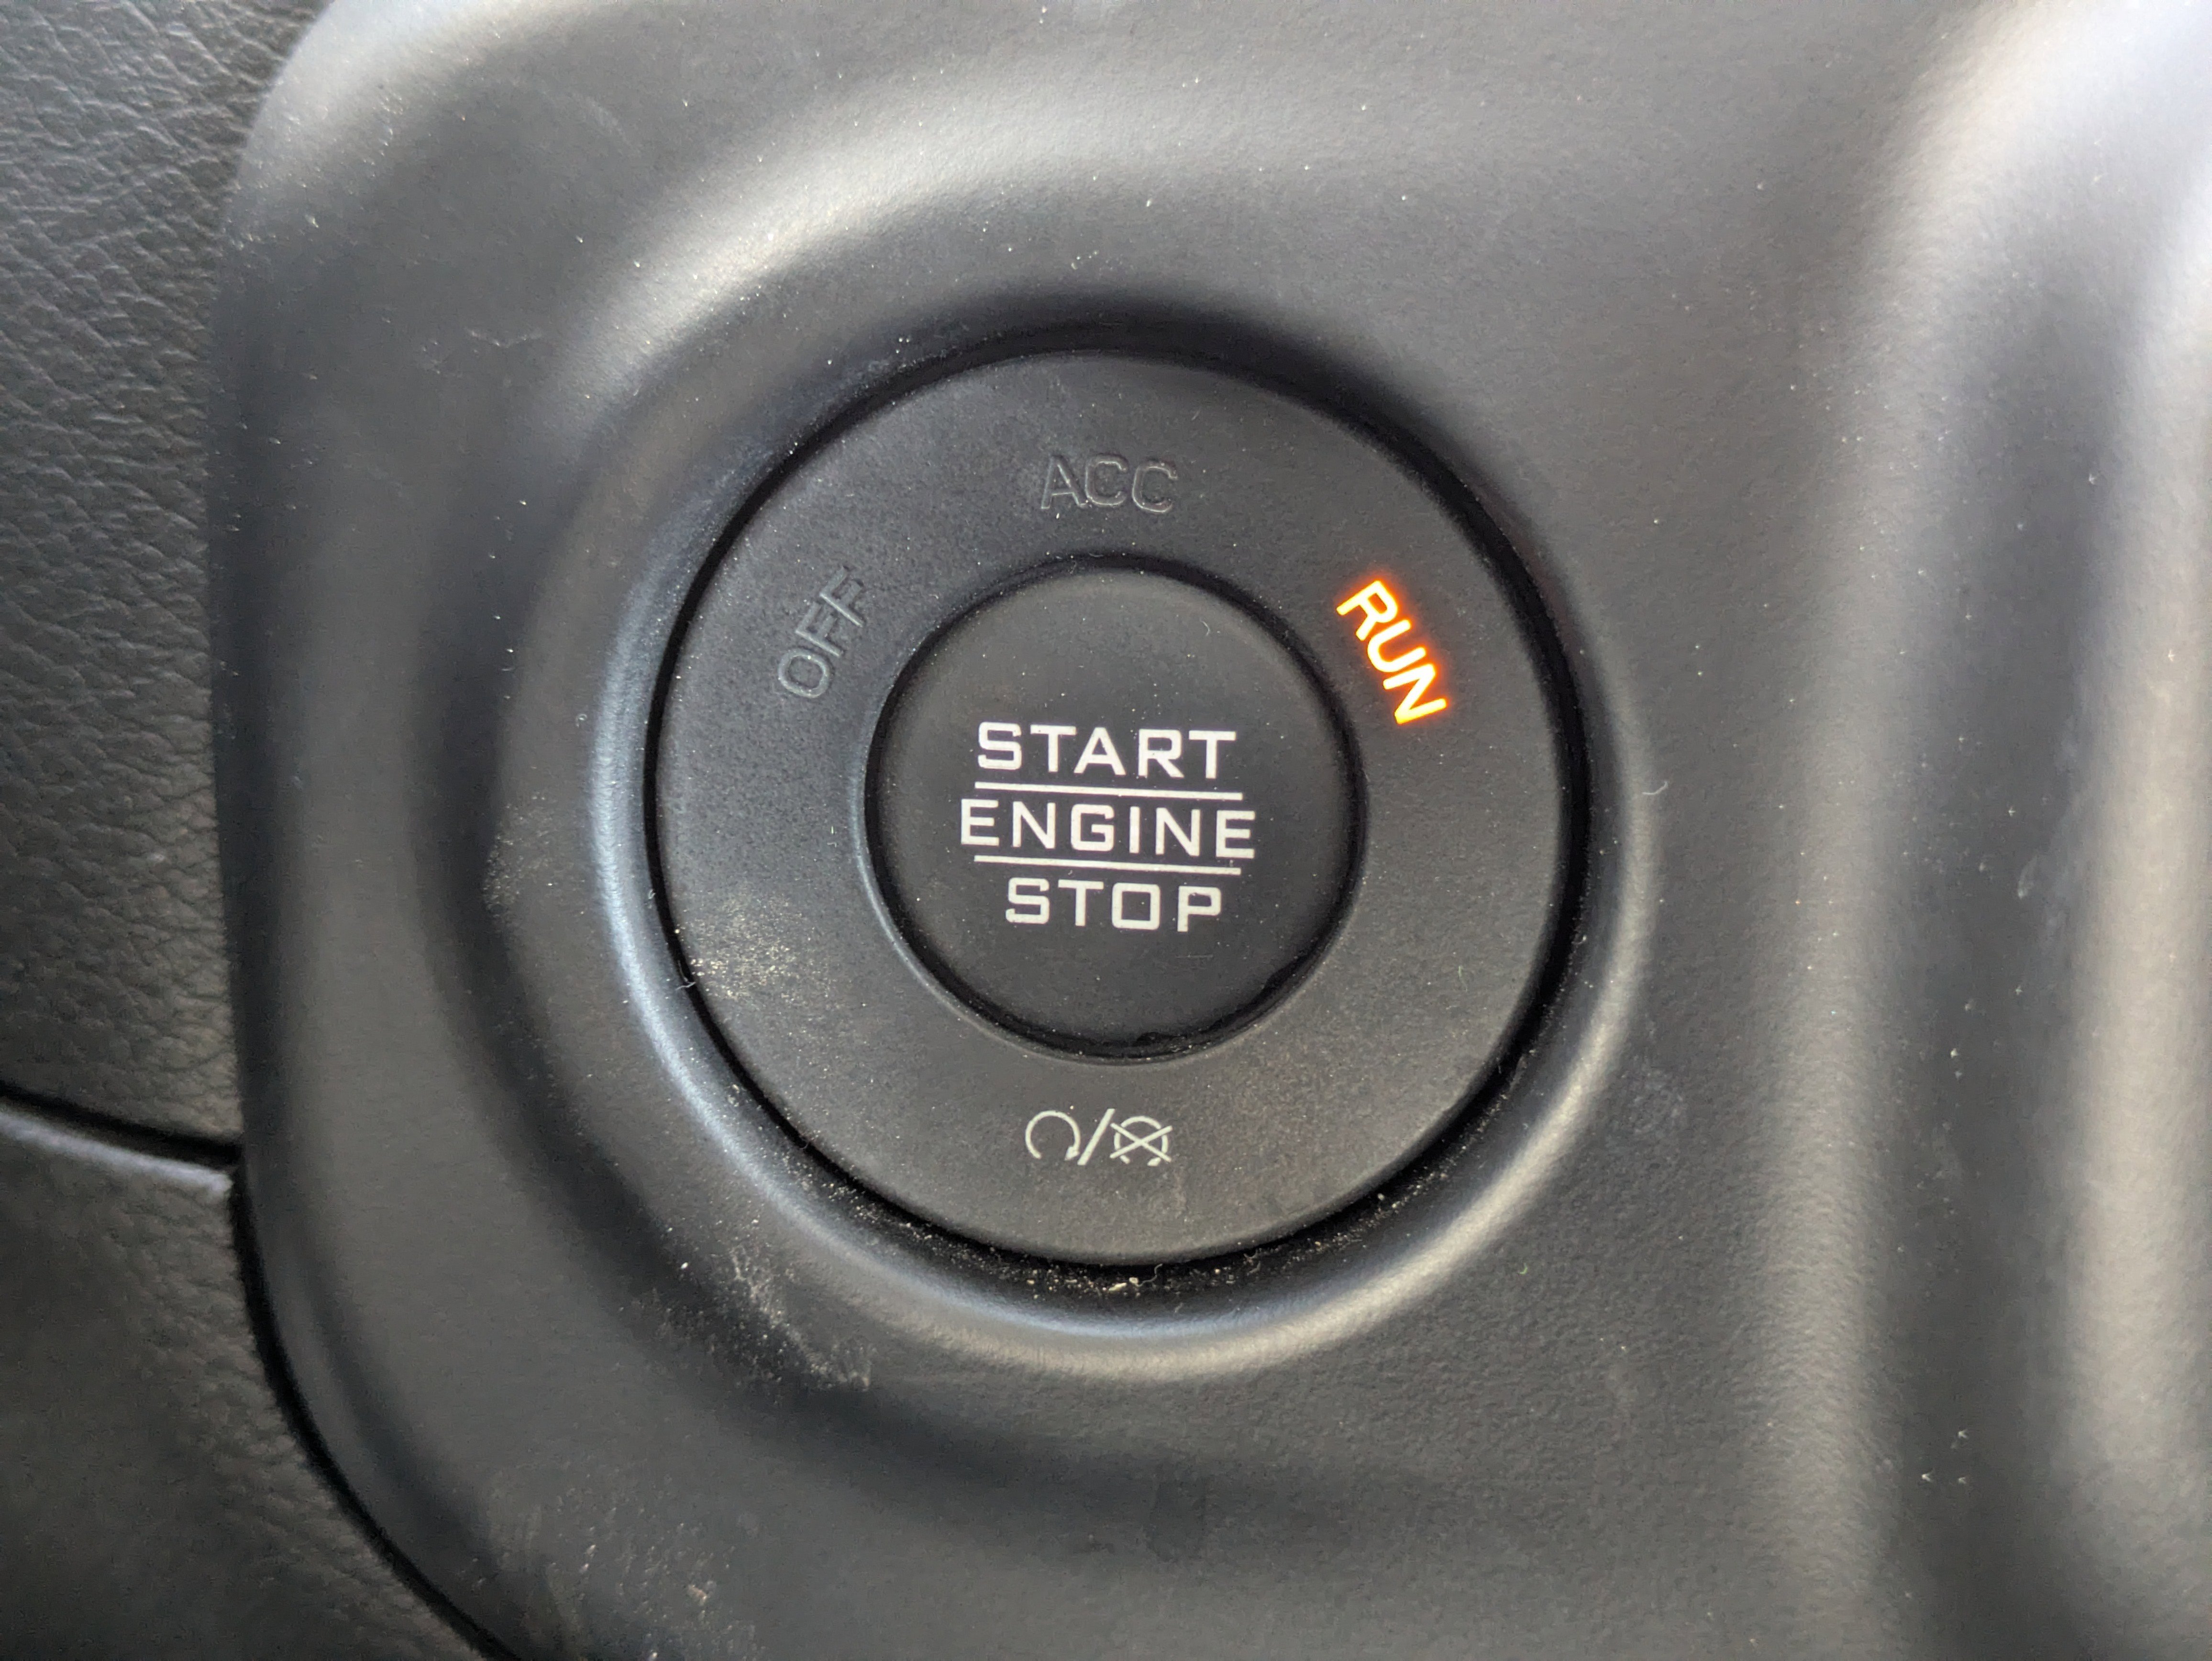 ACC
OFF
RUN
START
ENGINE
STOP